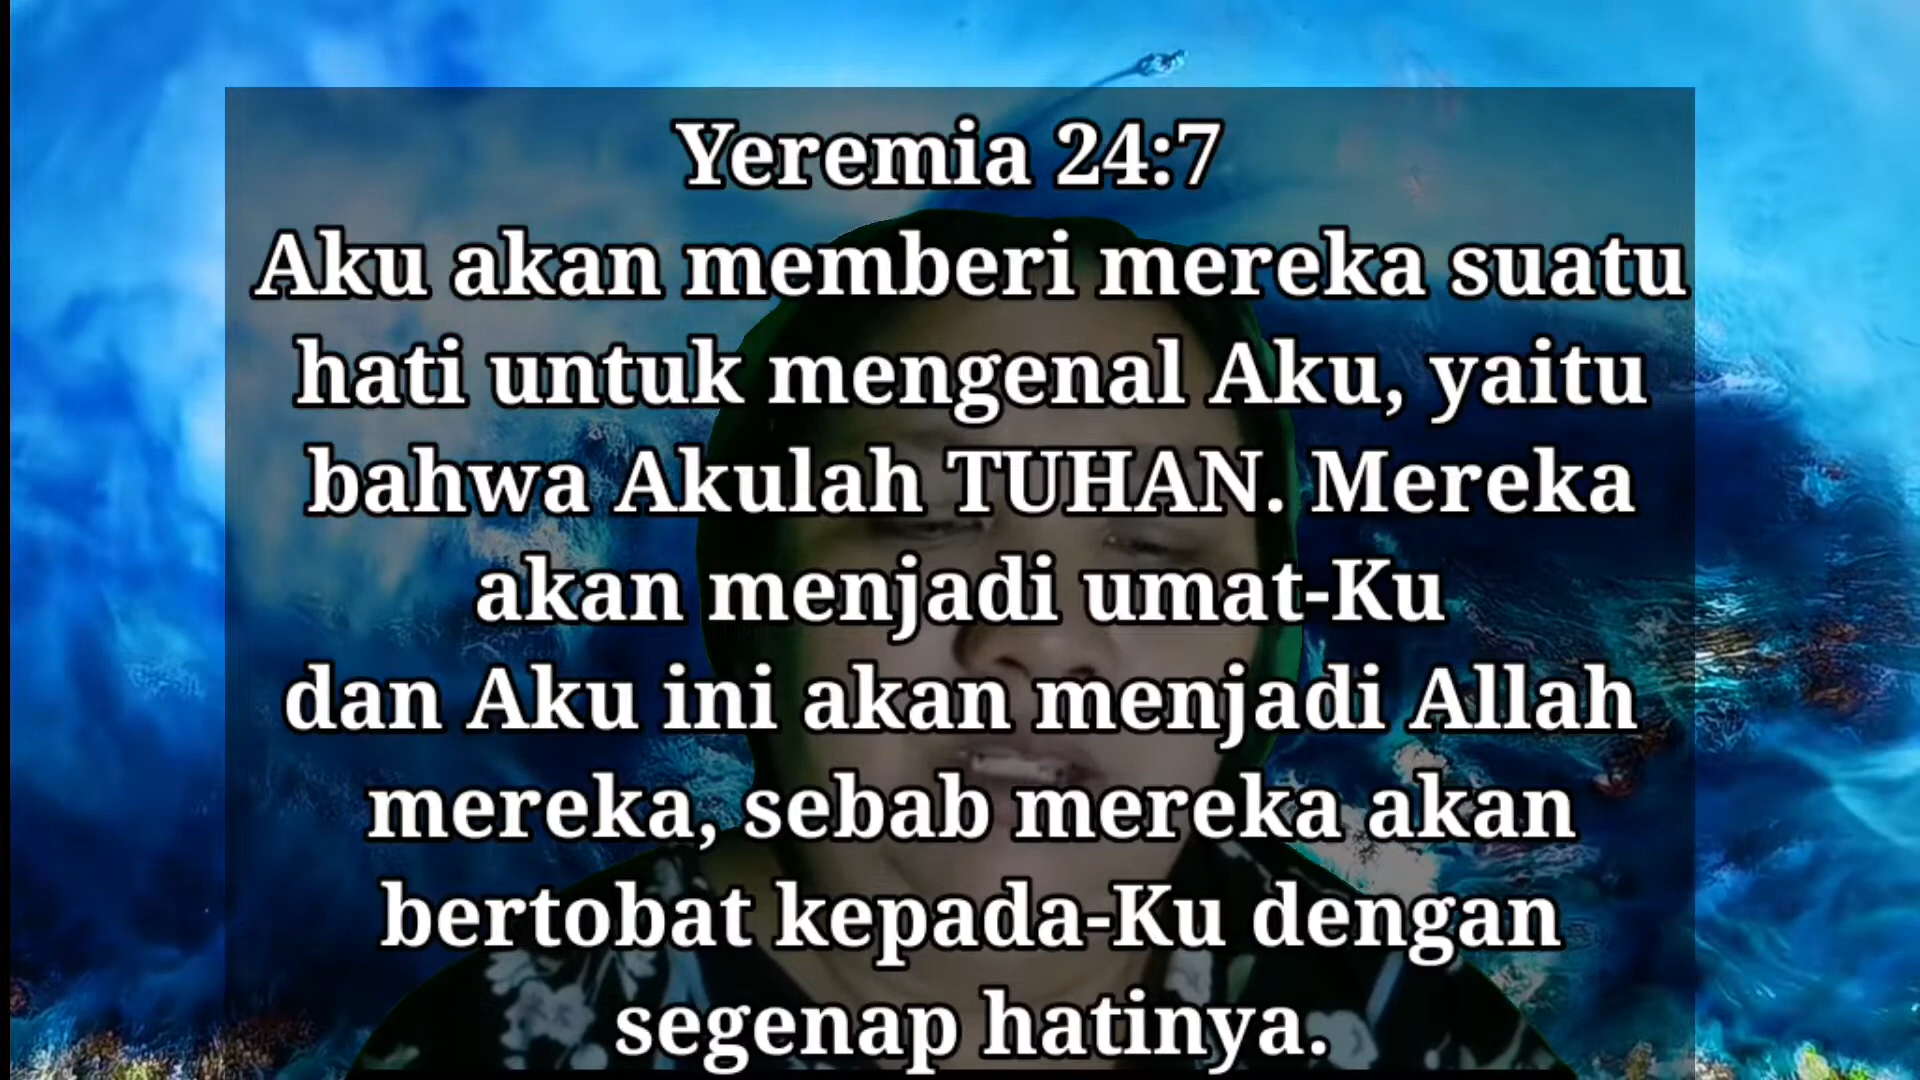 Yeremia 24:7
Aku akan memberi mereka suatu
hati untuk mengenal Aku, yaitu
bahwa Akulah TUHAN. Mereka
akan menjadi umat-Ku
dan Aku ini akan menjadi Allah
mereka, sebab mereka akan
bertobat kepada-Ku dengan
segenap hatinya.